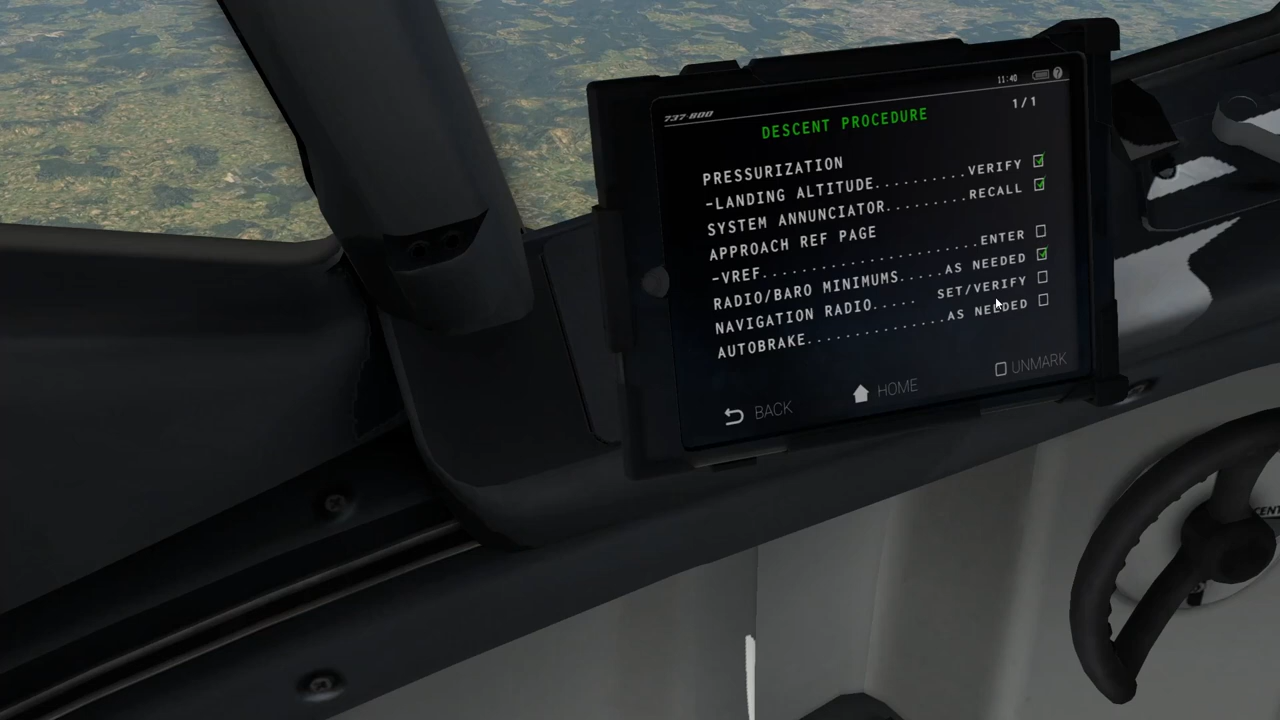 11:40
737-800
1/1
DESCENT PROCEDURE
PRESSURIZATION
-LANDING ALTITUDE..........VERIFY
SYSTEM ANNUNCIATOR.........RECALL
APPROACH REF PAGE
-VREF.......................ENTER
RADIO/BARO MINIMUMS.....AS NEEDED
NAVIGATION RADIO..... SET/VERIFY
AUTOBRAKE...............AS NEEDED
BACK
HOME
UNMARK
CENT